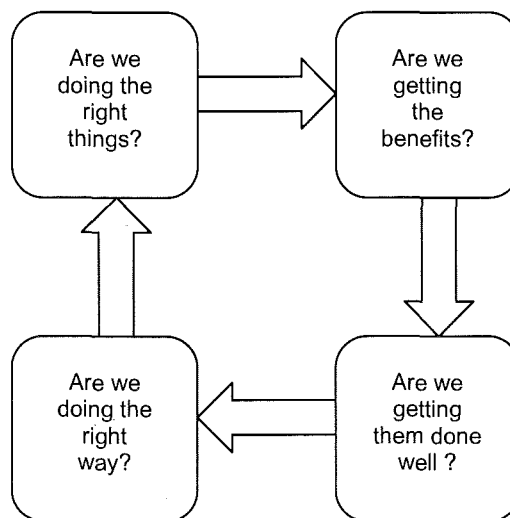 Are we
doing the
right
things?
Are we
getting
the
benefits?
Are we
doing the
right
way?
Are we
getting
them done
well ?